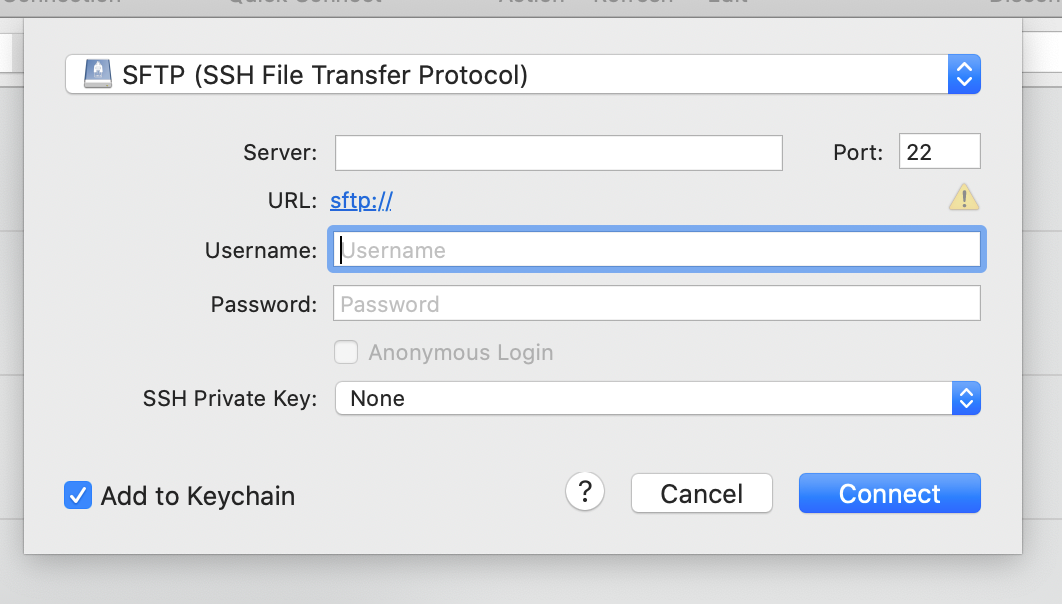 SFTP (SSH File Transfer Protocol)
Server:
Port: 22
URL: sftp://
Username: Username
Password: Password
Anonymous Login
SSH Private Key: None
Add to Keychain
? Cancel Connect